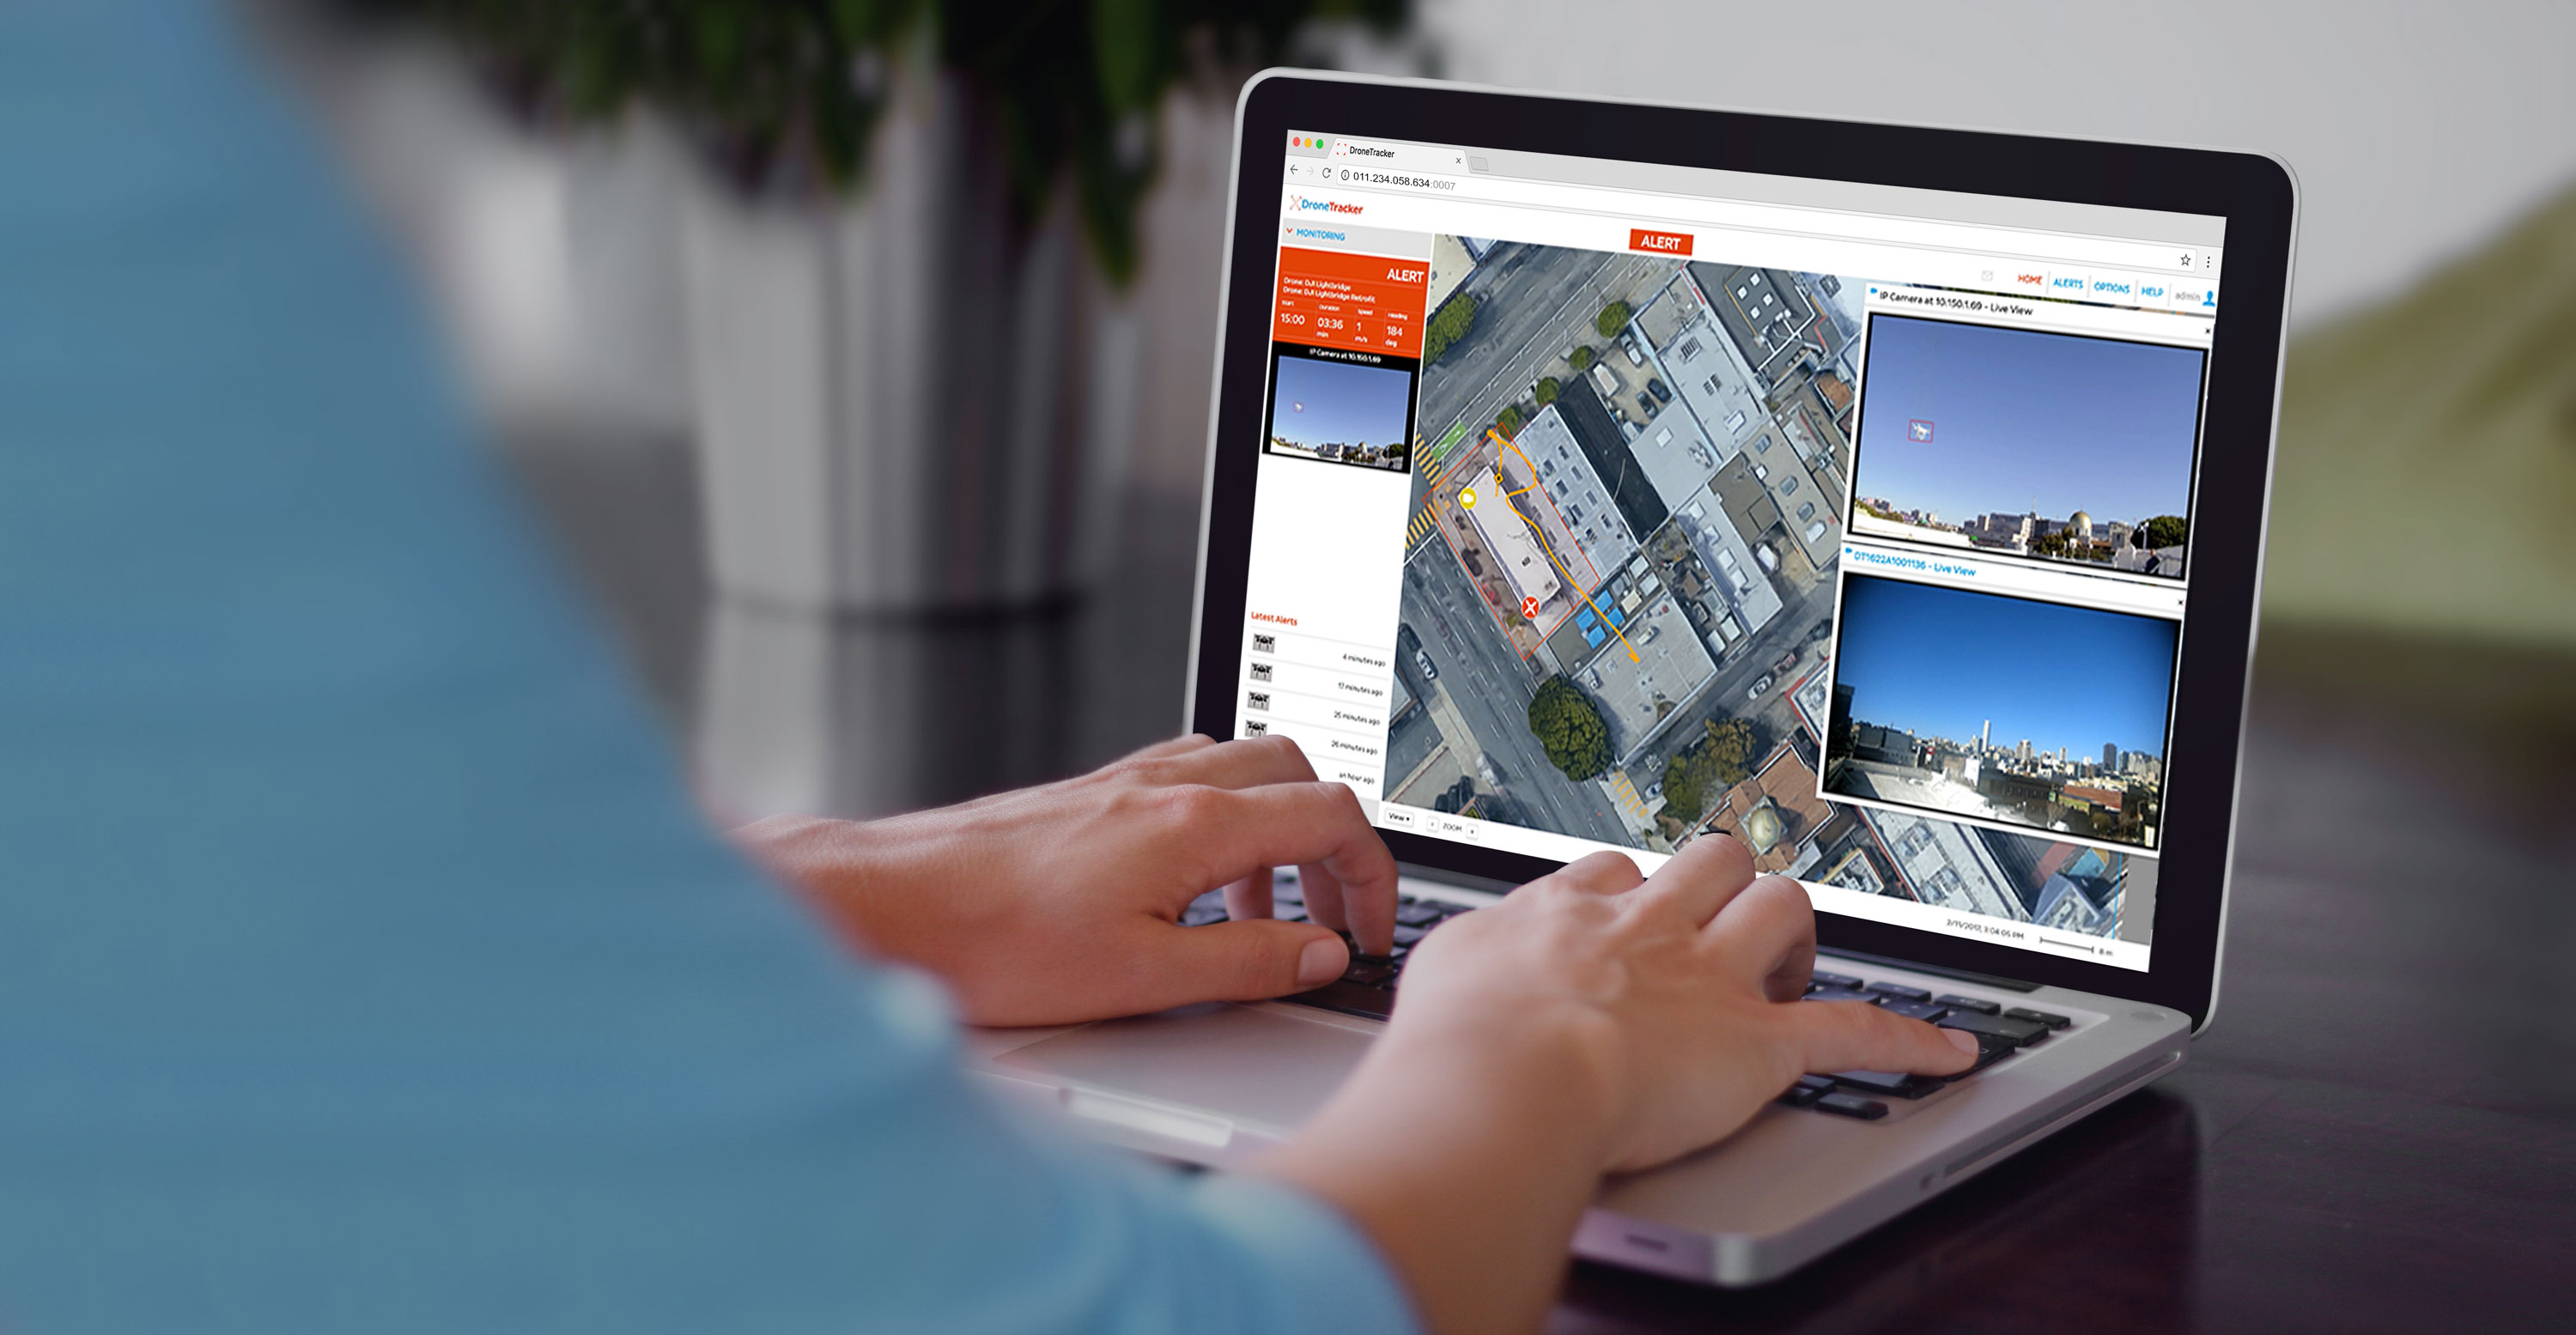 DroneTracker
011.234.058.634:0007
DroneTracker
MONITORING
ALERT
HOME
ALERTS
OPTIONS
HELP
admin
ALERT
Drone: DJI Lightbridge
Drone: DJI Lightbridge Retrofit
start duration speed heading
15:00 03:36 1 184
min m/s deg
IP Camera at 10.150.1.69
Latest Alerts
4 minutes ago
17 minutes ago
25 minutes ago
26 minutes ago
an hour ago
IP Camera at 10.150.1.69 - Live View
DT1622A1001136 - Live View
View
ZOOM
2/11/2017, 3:04:05 PM
8 m